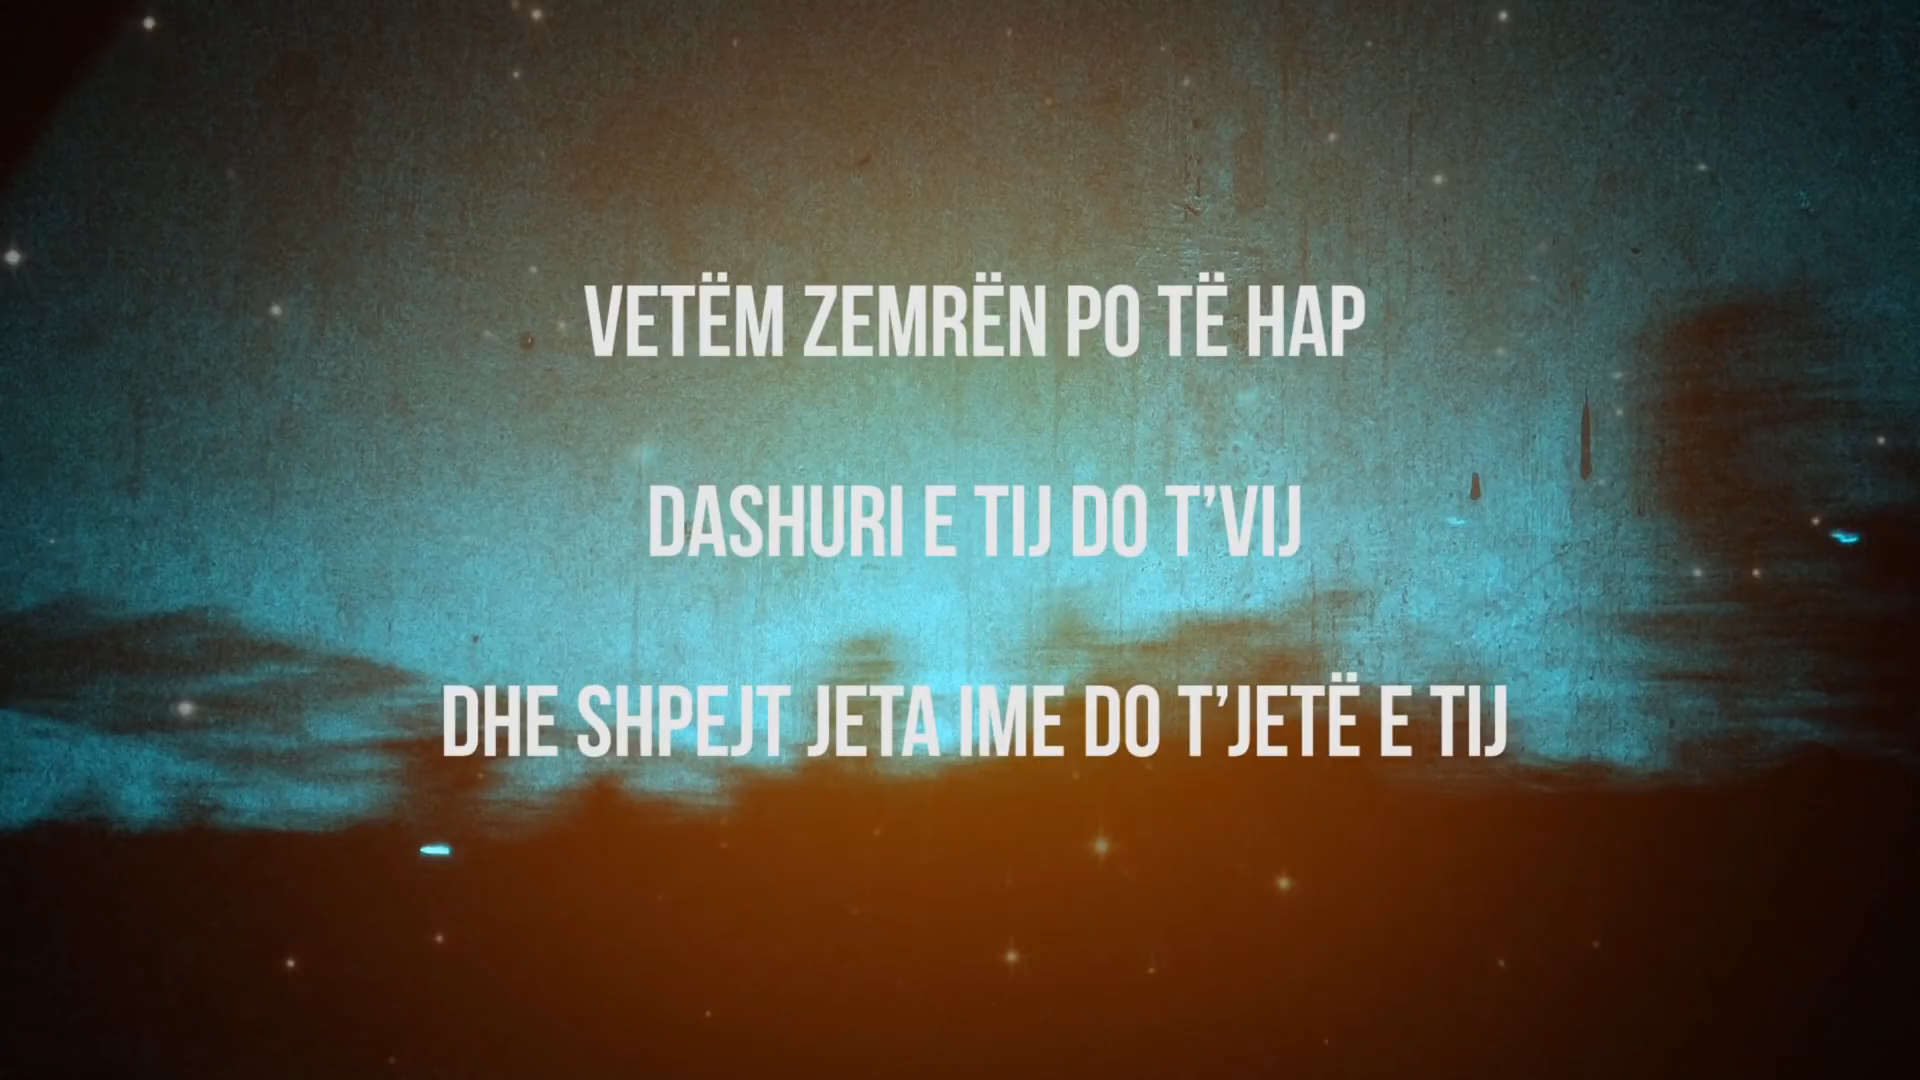 VETËM ZEMRËN PO TË HAP
DASHURI E TIJ DO T’VIJ
DHE SHPEJT JETA IME DO T’JETË E TIJ